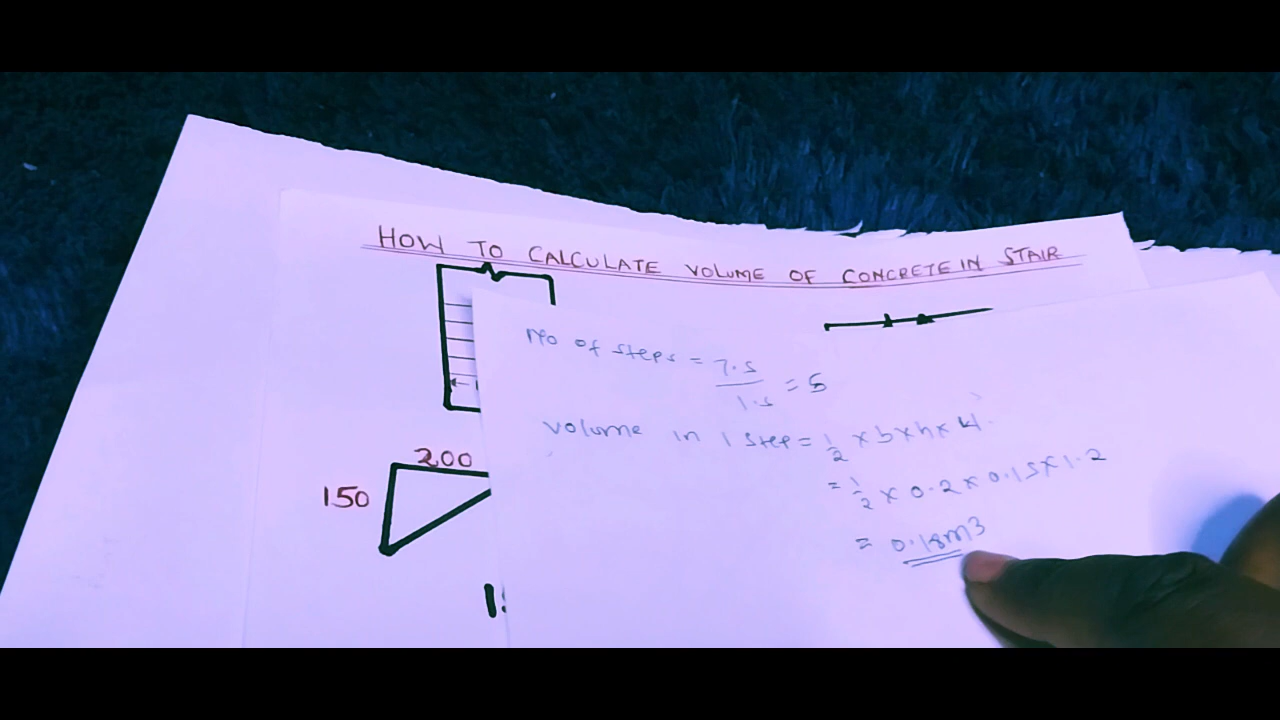 HOW TO CALCULATE VOLUME OF CONCRETE IN STAIR
No of steps = 7.5/1.5 = 5
Volume in 1 step = 1/2 × b × h ×
200
150
= 1/2 × 0.2 × 0.15 × 1.2
= 0.18m3